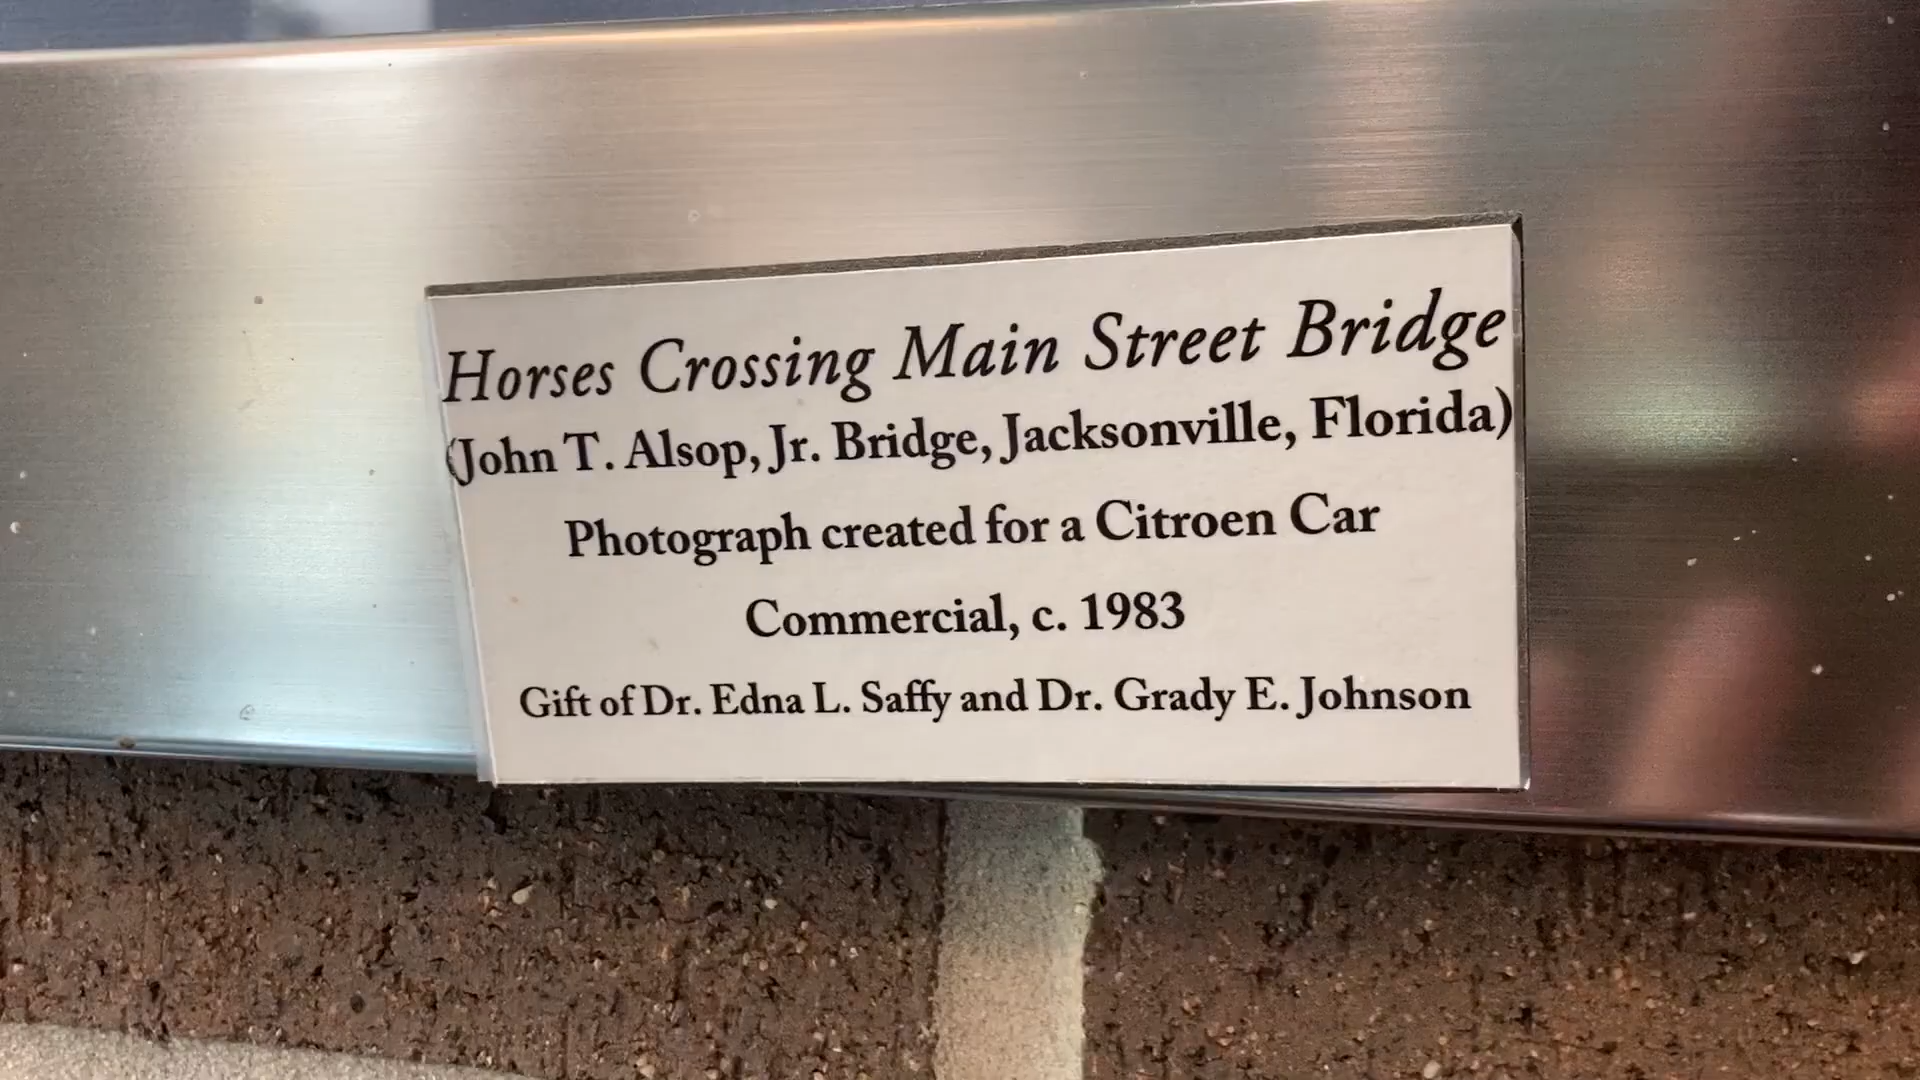 Horses Crossing Main Street Bridge
(John T. Alsop, Jr. Bridge, Jacksonville, Florida)
Photograph created for a Citroen Car
Commercial, c. 1983
Gift of Dr. Edna L. Saffy and Dr. Grady E. Johnson